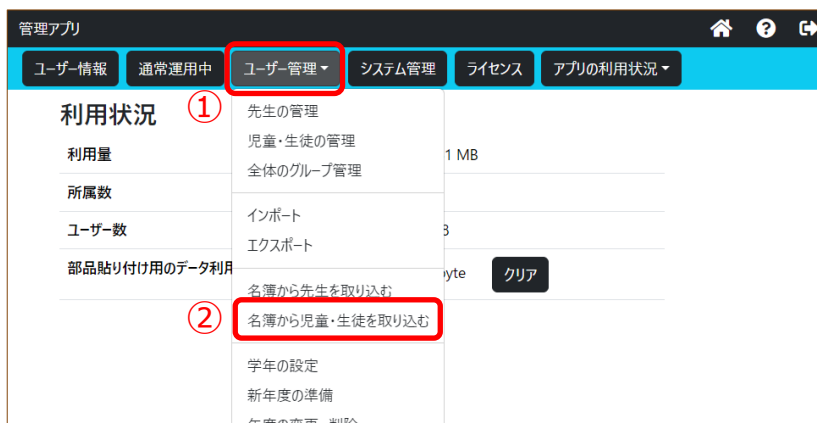 管理アプリ
ユーザー情報 通常運用中 ユーザー管理 システム管理 ライセンス アプリの利用状況
①
利用状況
先生の管理
児童・生徒の管理
利用量 1 MB
全体のグループ管理
所属数
インポート
ユーザー数
エクスポート
部品貼り付け用のデータ利用 byte クリア
名簿から先生を取り込む
②
名簿から児童・生徒を取り込む
学年の設定
新年度の準備